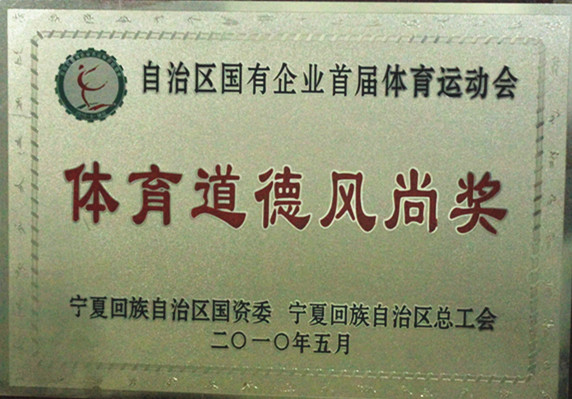 自治区国有企业首届体育运动会
体育道德风尚奖
宁夏回族自治区国资委 宁夏回族自治区总工会
二〇一〇年五月